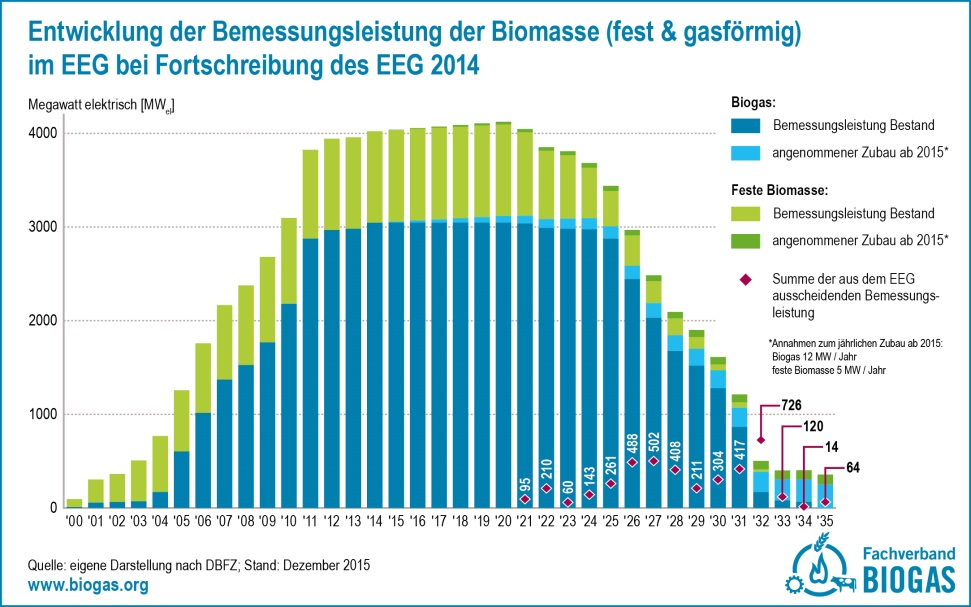 Entwicklung der Bemessungsleistung der Biomasse (fest & gasförmig)
im EEG bei Fortschreibung des EEG 2014
Megawatt elektrisch [MWel]
4000
3000
2000
1000
0
Biogas:
Bemessungsleistung Bestand
angenommener Zubau ab 2015*
Feste Biomasse:
Bemessungsleistung Bestand
angenommener Zubau ab 2015*
Summe der aus dem EEG
ausscheidenden Bemessungs-
leistung
*Annahmen zum jährlichen Zubau ab 2015:
Biogas 12 MW / Jahr
feste Biomasse 5 MW / Jahr
95 210 60 143 261 488 502 408 211 304 417 726 120 14 64
'00 '01 '02 '03 '04 '05 '06 '07 '08 '09 '10 '11 '12 '13 '14 '15 '16 '17 '18 '19 '20 '21 '22 '23 '24 '25 '26 '27 '28 '29 '30 '31 '32 '33 '34 '35
Quelle: eigene Darstellung nach DBFZ; Stand: Dezember 2015
www.biogas.org
Fachverband
BIOGAS